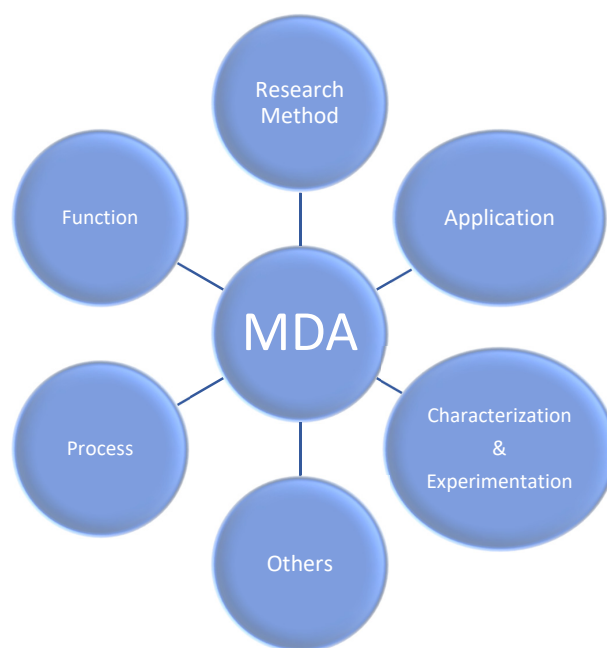 Research
Method
Function
Application
MDA
Process
Characterization
&
Experimentation
Others